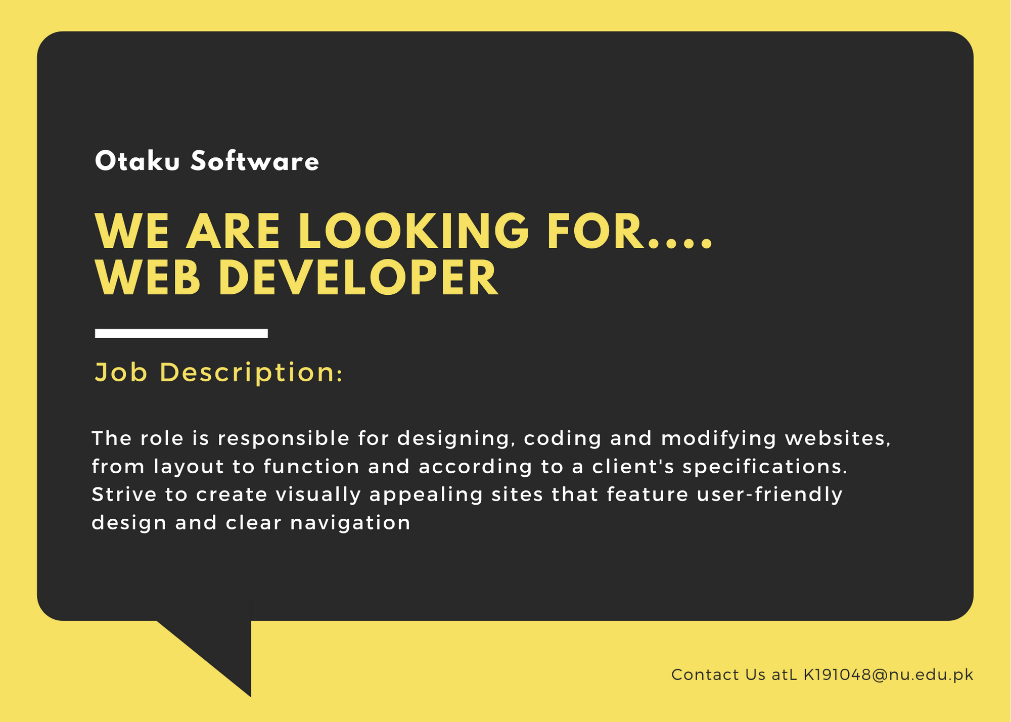 Otaku Software
WE ARE LOOKING FOR....
WEB DEVELOPER
Job Description:
The role is responsible for designing, coding and modifying websites,
from layout to function and according to a client's specifications.
Strive to create visually appealing sites that feature user-friendly
design and clear navigation
Contact Us atL K191048@nu.edu.pk